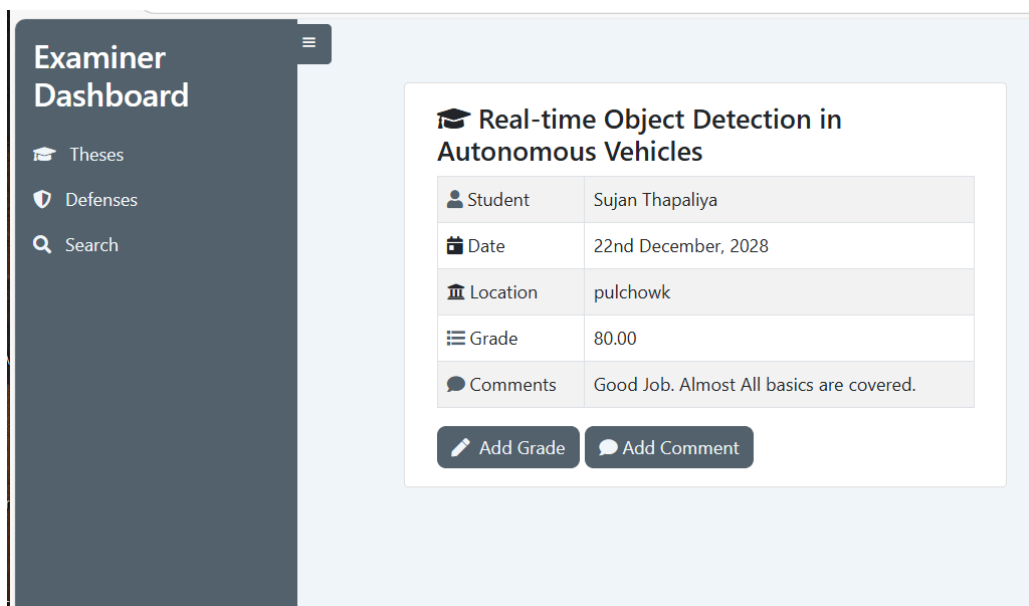 Examiner
Dashboard
Theses
Defenses
Search
Real-time Object Detection in
Autonomous Vehicles
Student Sujan Thapaliya
Date 22nd December, 2028
Location pulchowk
Grade 80.00
Comments Good Job. Almost All basics are covered.
Add Grade Add Comment